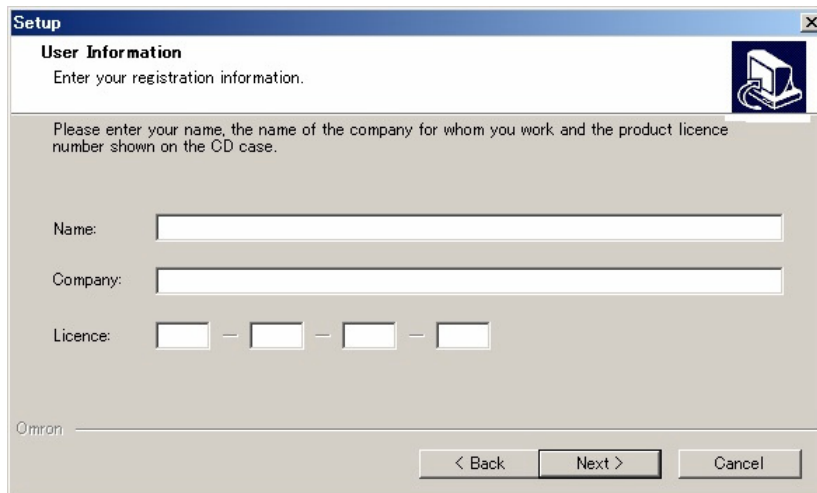 Setup
User Information
Enter your registration information.
Please enter your name, the name of the company for whom you work and the product licence
number shown on the CD case.
Name:
Company:
Licence:
— — —
Omron
< Back Next > Cancel